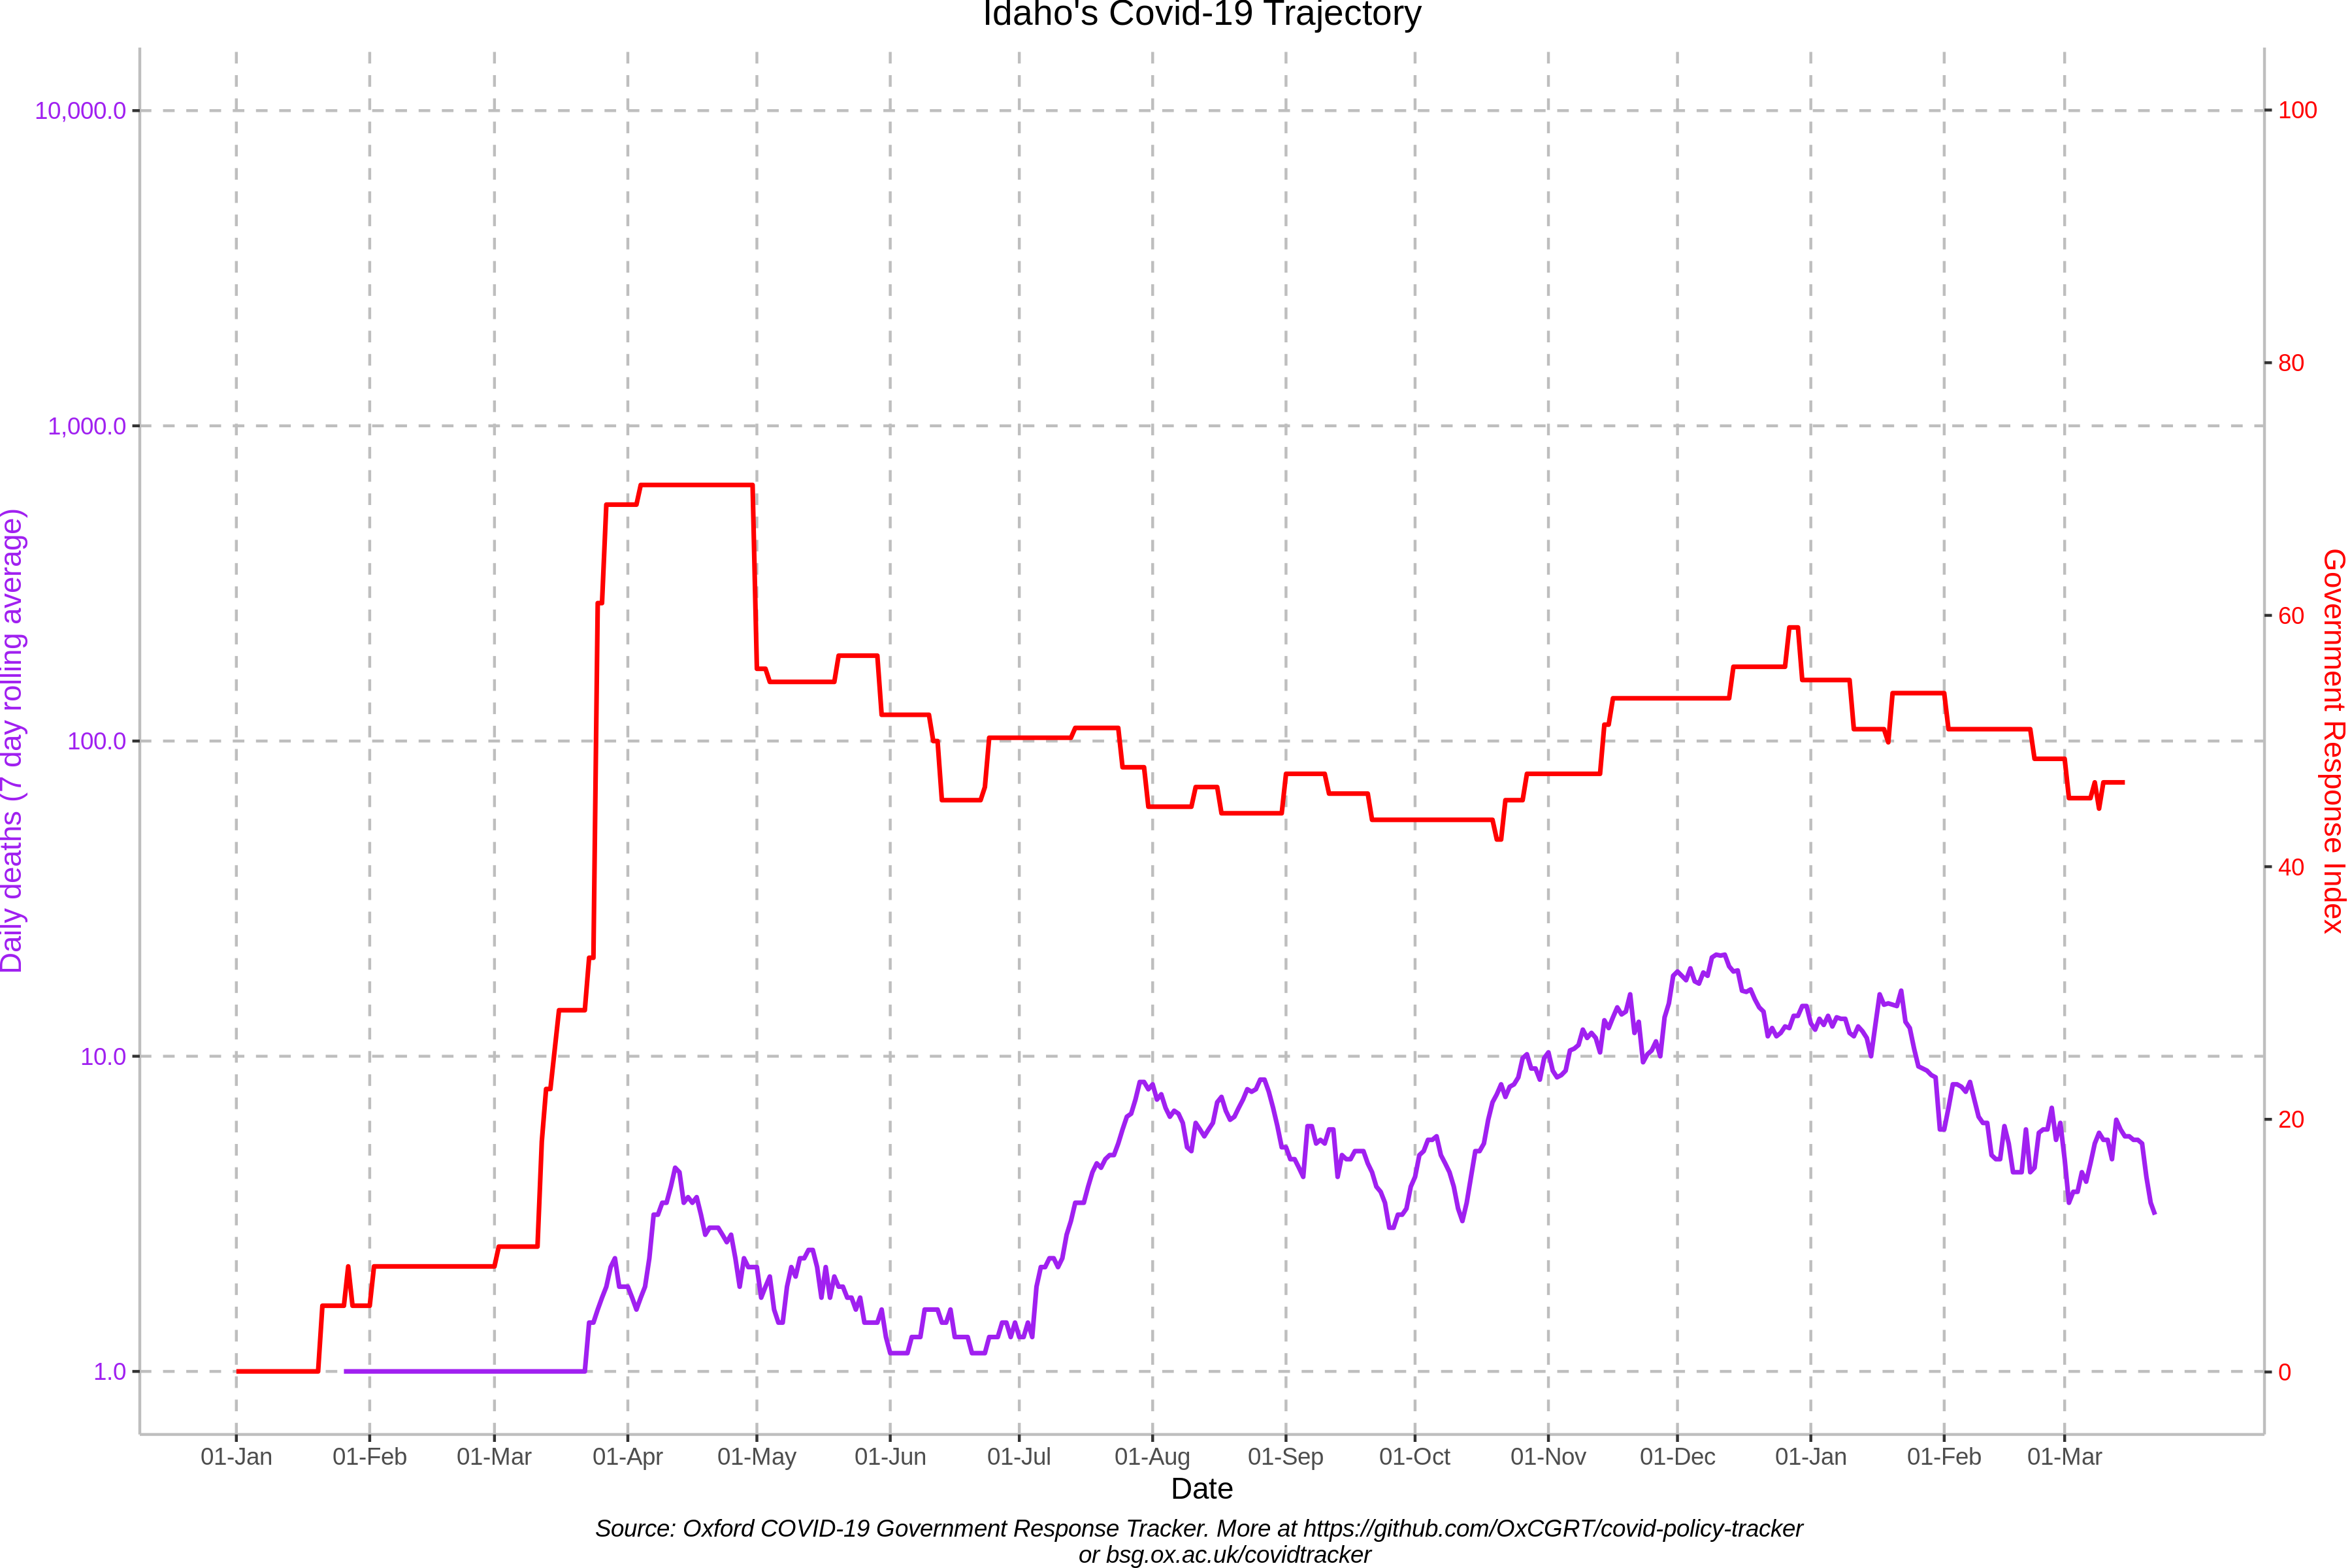 Idaho's Covid-19 Trajectory
10,000.0
1,000.0
100.0
10.0
1.0
Daily deaths (7 day rolling average)
100
80
60
40
20
0
Government Response Index
01-Jan 01-Feb 01-Mar 01-Apr 01-May 01-Jun 01-Jul 01-Aug 01-Sep 01-Oct 01-Nov 01-Dec 01-Jan 01-Feb 01-Mar
Date
Source: Oxford COVID-19 Government Response Tracker. More at https://github.com/OxCGRT/covid-policy-tracker
or bsg.ox.ac.uk/covidtracker